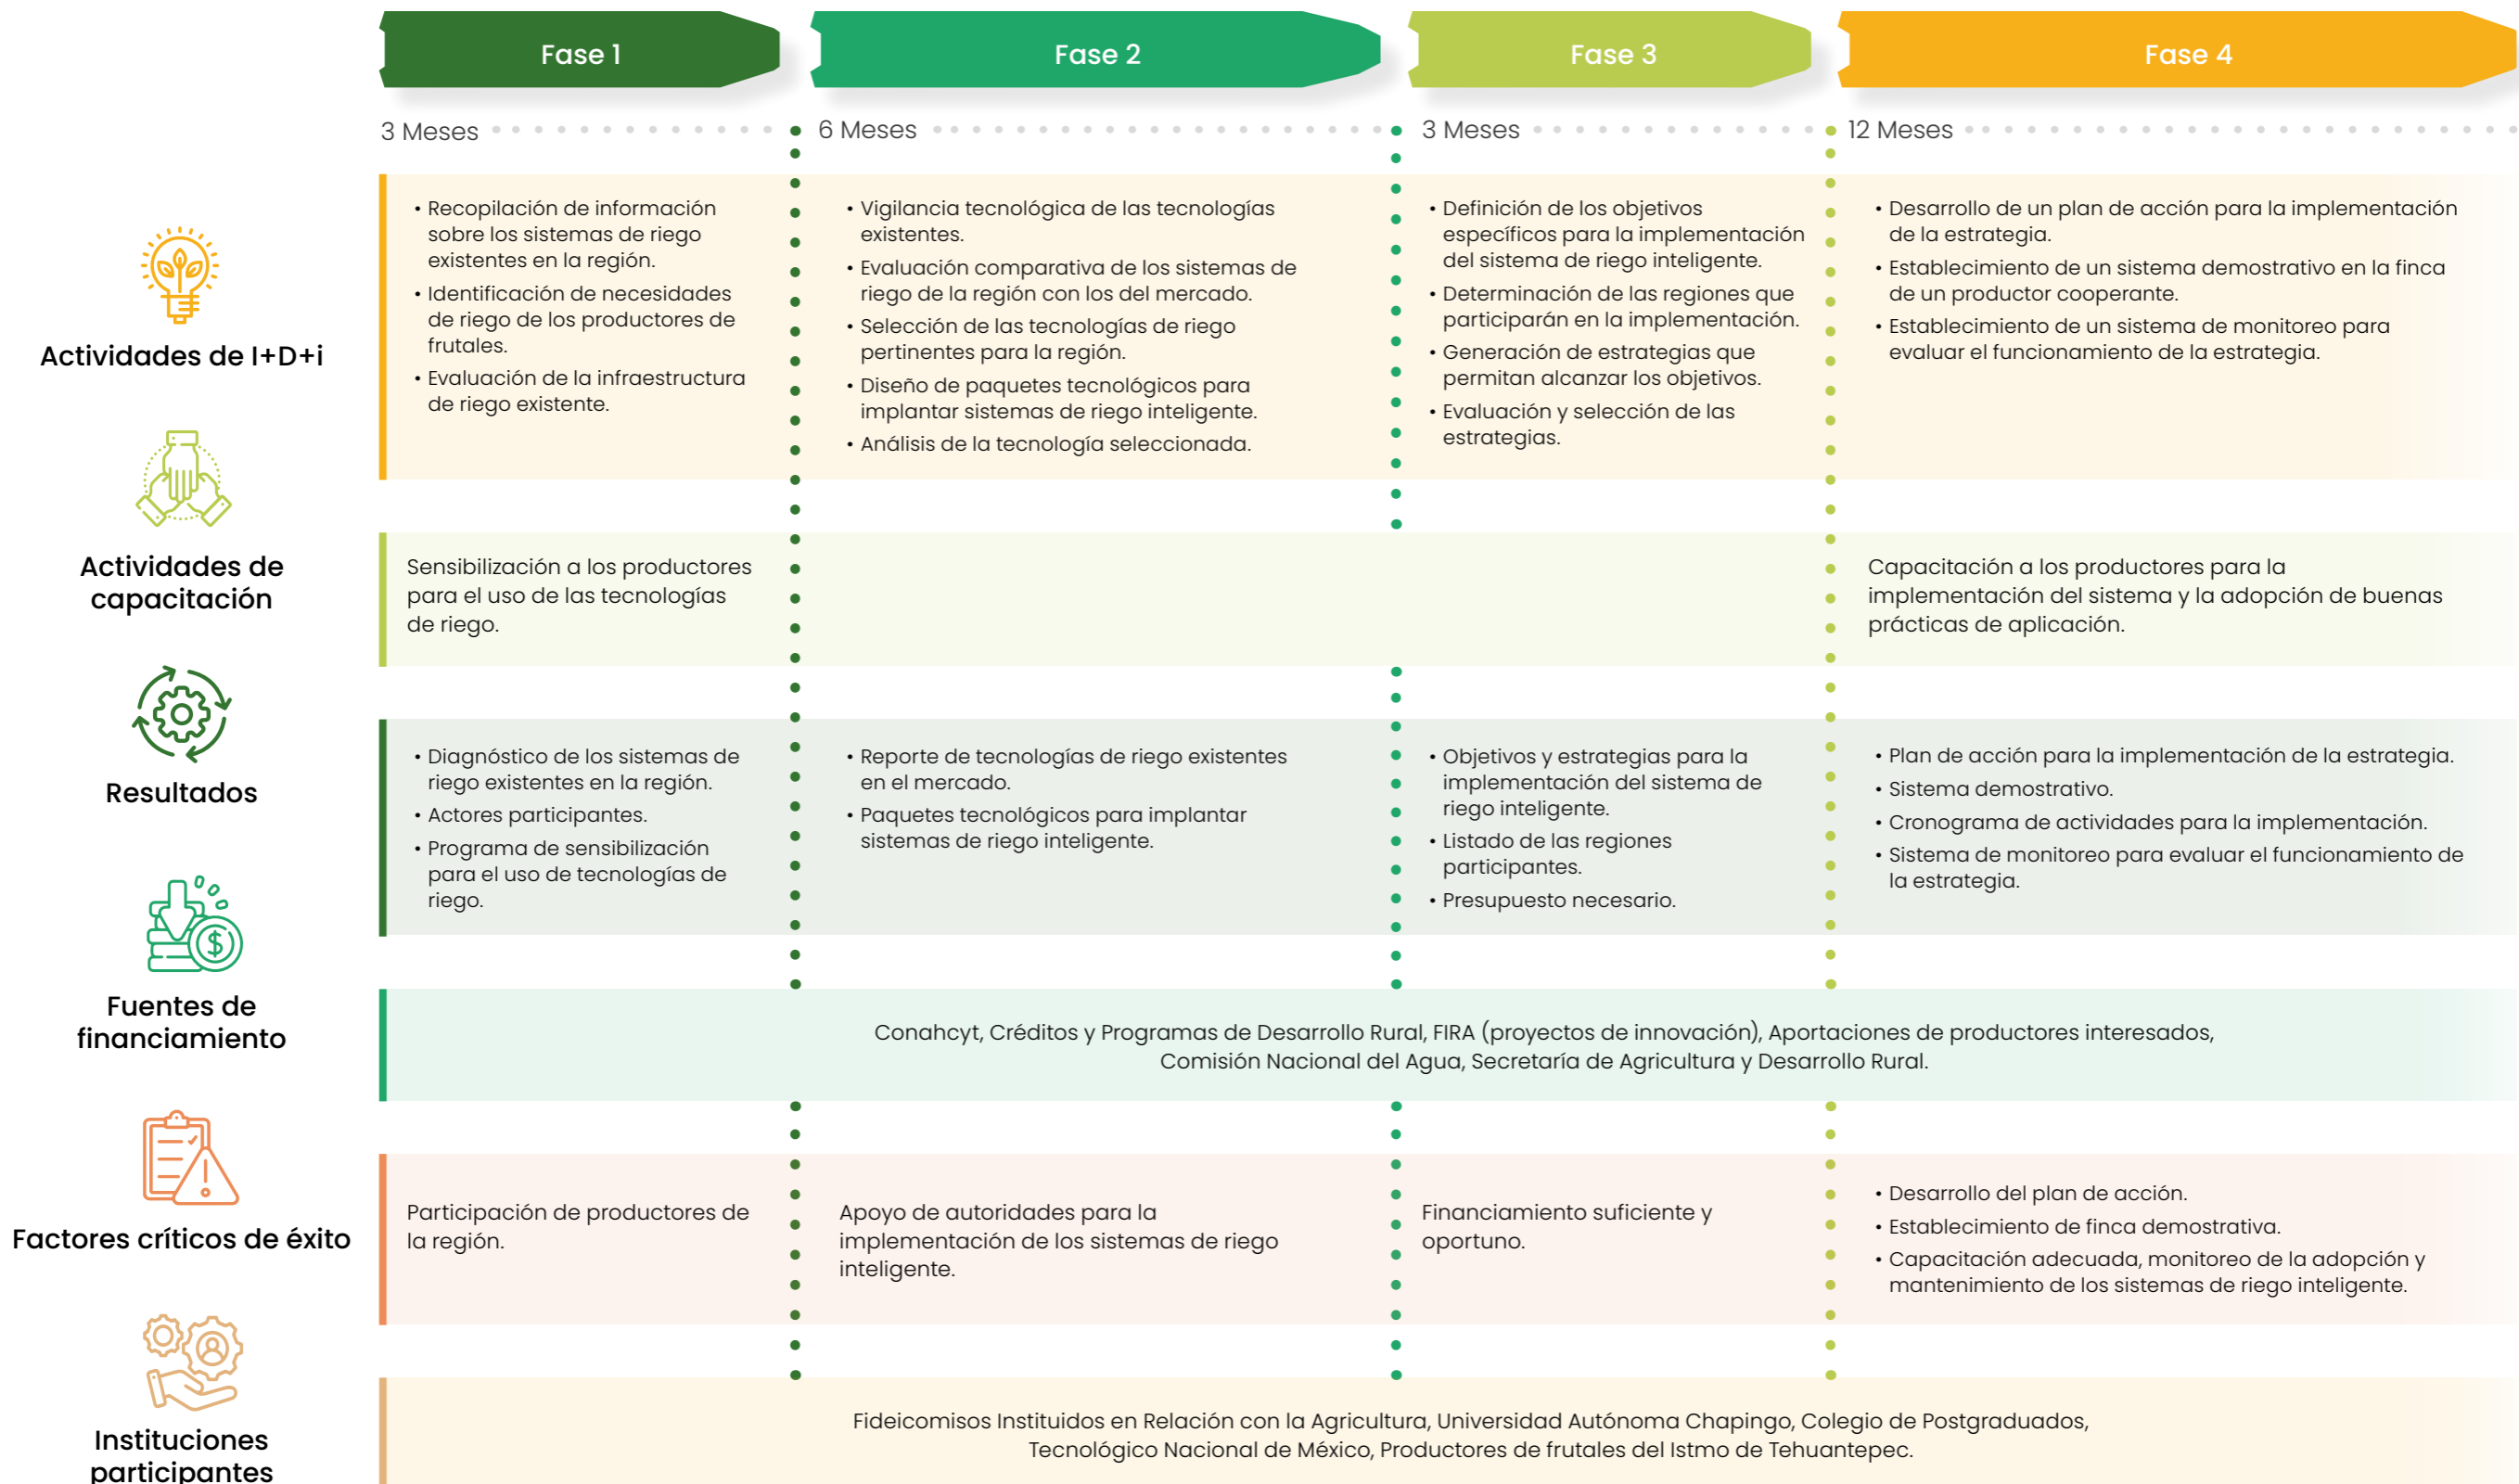 Fase 1
Fase 2
Fase 3
Fase 4
3 Meses
6 Meses
3 Meses
12 Meses
Actividades de I+D+i
• Recopilación de información
sobre los sistemas de riego
existentes en la región.
• Identificación de necesidades
de riego de los productores de
frutales.
• Evaluación de la infraestructura
de riego existente.
• Vigilancia tecnológica de las tecnologías
existentes.
• Evaluación comparativa de los sistemas de
riego de la región con los del mercado.
• Selección de las tecnologías de riego
pertinentes para la región.
• Diseño de paquetes tecnológicos para
implantar sistemas de riego inteligente.
• Análisis de la tecnología seleccionada.
• Definición de los objetivos
específicos para la implementación
del sistema de riego inteligente.
• Determinación de las regiones que
participarán en la implementación.
• Generación de estrategias que
permitan alcanzar los objetivos.
• Evaluación y selección de las
estrategias.
• Desarrollo de un plan de acción para la implementación
de la estrategia.
• Establecimiento de un sistema demostrativo en la finca
de un productor cooperante.
• Establecimiento de un sistema de monitoreo para
evaluar el funcionamiento de la estrategia.
Actividades de
capacitación
Sensibilización a los productores
para el uso de las tecnologías
de riego.
Capacitación a los productores para la
implementación del sistema y la adopción de buenas
prácticas de aplicación.
Resultados
• Diagnóstico de los sistemas de
riego existentes en la región.
• Actores participantes.
• Programa de sensibilización
para el uso de tecnologías de
riego.
• Reporte de tecnologías de riego existentes
en el mercado.
• Paquetes tecnológicos para implantar
sistemas de riego inteligente.
• Objetivos y estrategias para la
implementación del sistema de
riego inteligente.
• Listado de las regiones
participantes.
• Presupuesto necesario.
• Plan de acción para la implementación de la estrategia.
• Sistema demostrativo.
• Cronograma de actividades para la implementación.
• Sistema de monitoreo para evaluar el funcionamiento de
la estrategia.
Fuentes de
financiamiento
Conahcyt, Créditos y Programas de Desarrollo Rural, FIRA (proyectos de innovación), Aportaciones de productores interesados,
Comisión Nacional del Agua, Secretaría de Agricultura y Desarrollo Rural.
Factores críticos de éxito
Participación de productores de
la región.
Apoyo de autoridades para la
implementación de los sistemas de riego
inteligente.
Financiamiento suficiente y
oportuno.
• Desarrollo del plan de acción.
• Establecimiento de finca demostrativa.
• Capacitación adecuada, monitoreo de la adopción y
mantenimiento de los sistemas de riego inteligente.
Instituciones
participantes
Fideicomisos Instituidos en Relación con la Agricultura, Universidad Autónoma Chapingo, Colegio de Postgraduados,
Tecnológico Nacional de México, Productores de frutales del Istmo de Tehuantepec.